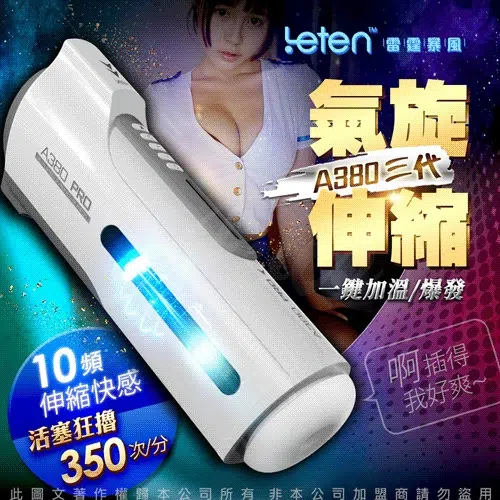 Leten™ 雷霆暴風
氣旋
A380 三代
伸縮
一鍵加溫/爆發
A380 PRO
10頻
伸縮快感
活塞狂擼
350次/分
啊 插得
我好爽~
此圖文著作權歸本公司所有 非本公司加盟商請勿盜用